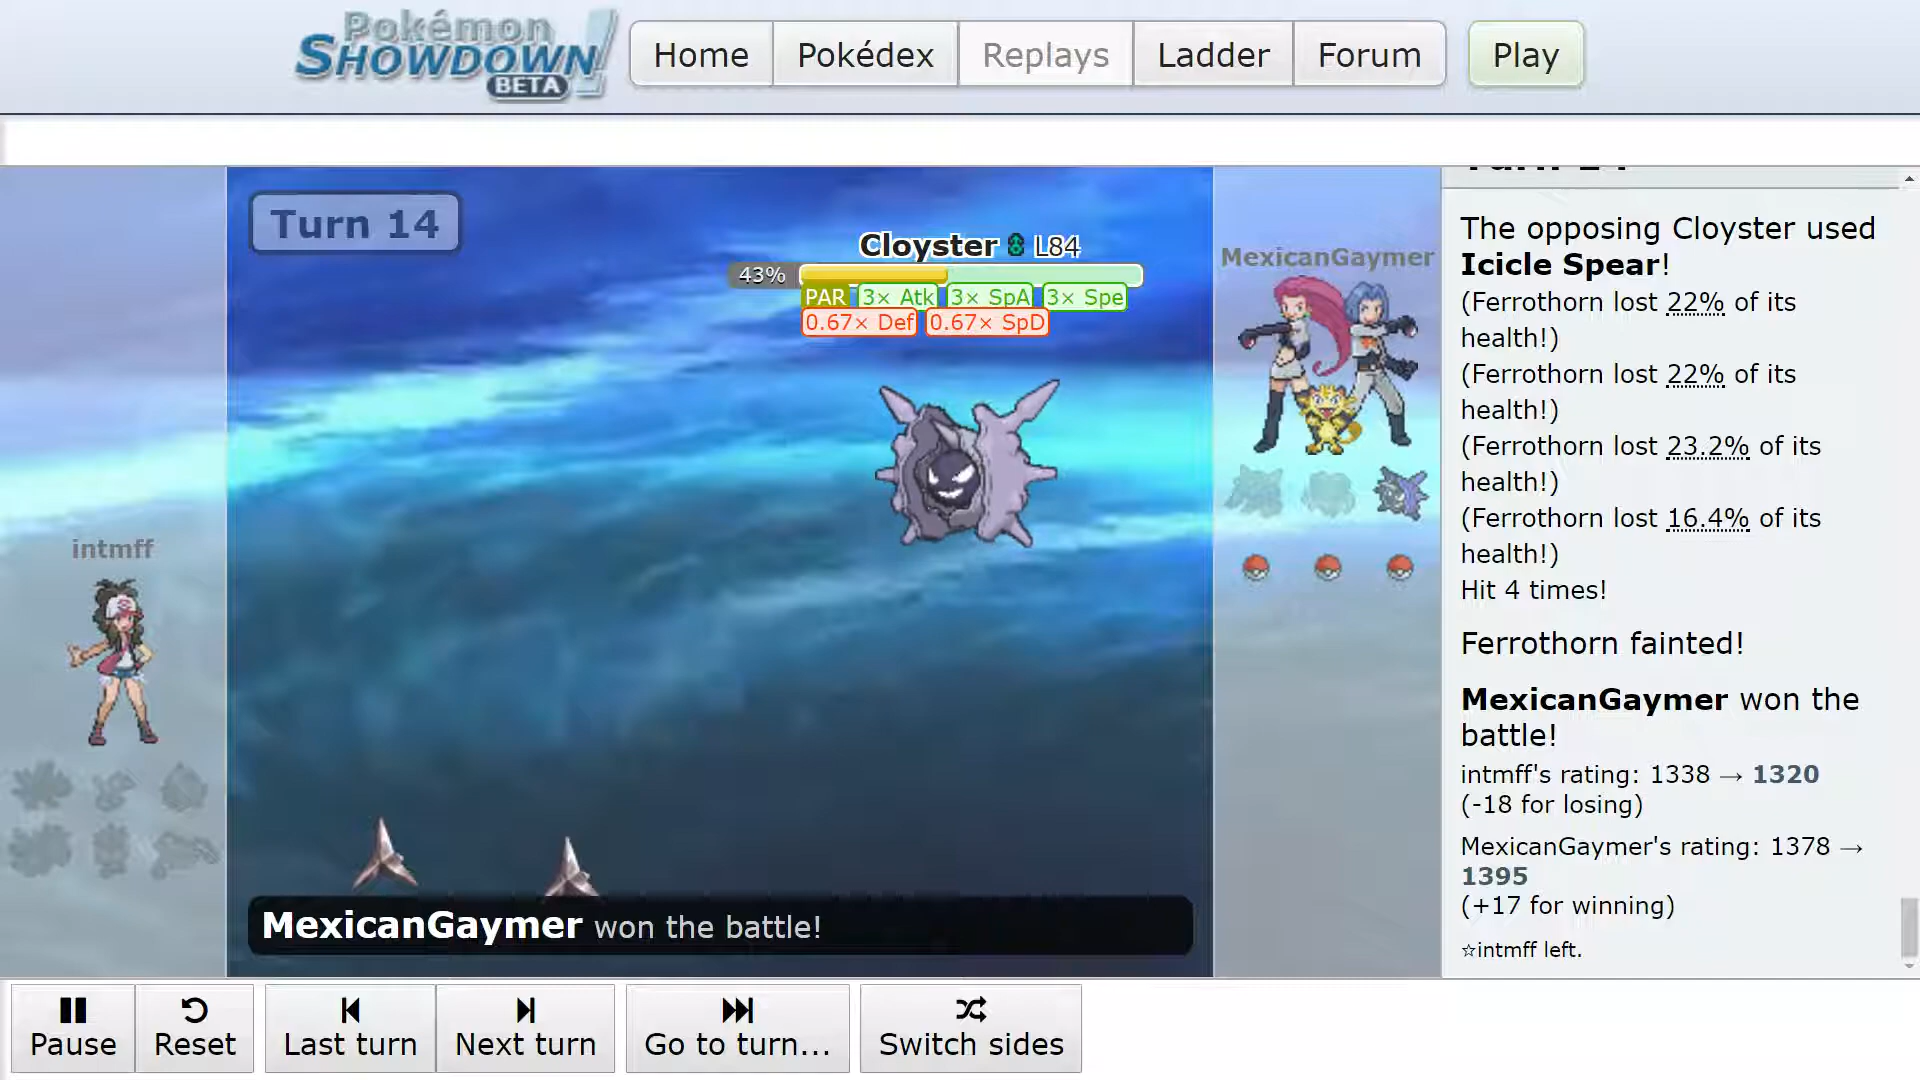 Pokémon
SHOWDOWN!
BETA
Home
Pokédex
Replays
Ladder
Forum
Play
Turn 14
Cloyster L84
43%
PAR 3× Atk 3× SpA 3× Spe
0.67× Def 0.67× SpD
MexicanGaymer
intmff
MexicanGaymer won the battle!
The opposing Cloyster used
Icicle Spear!
(Ferrothorn lost 22% of its
health!)
(Ferrothorn lost 22% of its
health!)
(Ferrothorn lost 23.2% of its
health!)
(Ferrothorn lost 16.4% of its
health!)
Hit 4 times!
Ferrothorn fainted!
MexicanGaymer won the
battle!
intmff's rating: 1338 → 1320
(-18 for losing)
MexicanGaymer's rating: 1378 →
1395
(+17 for winning)
☆intmff left.
Pause
Reset
Last turn
Next turn
Go to turn...
Switch sides